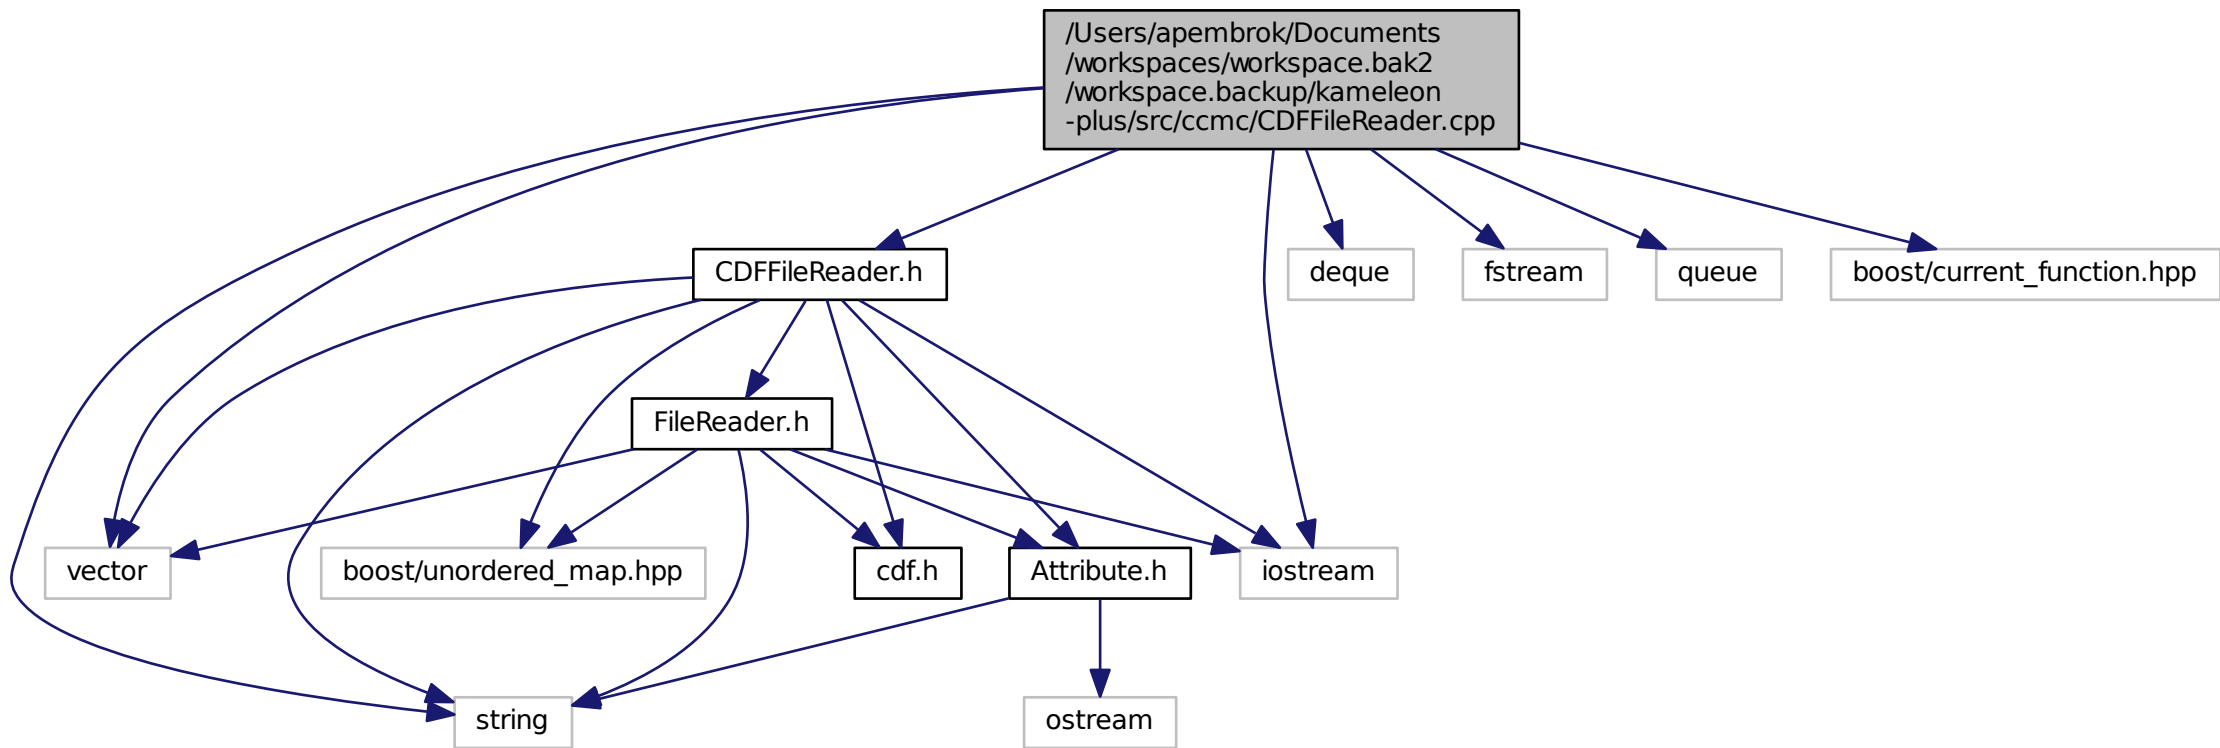 /Users/apembrok/Documents
/workspaces/workspace.bak2
/workspace.backup/kameleon
-plus/src/ccmc/CDFFileReader.cpp
CDFFileReader.h
deque
fstream
queue
boost/current_function.hpp
FileReader.h
vector
boost/unordered_map.hpp
cdf.h
Attribute.h
iostream
string
ostream